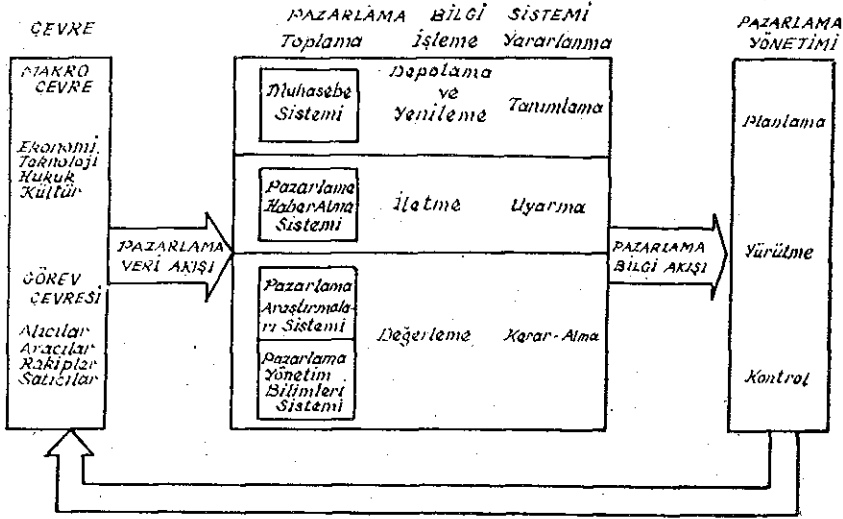 ÇEVRE
MAKRO
ÇEVRE
Ekonomi
Teknoloji
Hukuk
Kültür
GÖREV
ÇEVRESİ
Alıcılar
Aracılar
Rakipler
Satıcılar
PAZARLAMA
VERİ AKIŞI
PAZARLAMA BİLGİ SİSTEMİ
Toplama İşleme Yararlanma
Muhasebe
Sistemi
Depolama
ve
Yenileme
Tanımlama
Pazarlama
Haber Alma
Sistemi
İletme
Uyarma
Pazarlama
Araştırmala-
rı Sistemi
Pazarlama
Yönetim
Bilimleri
Sistemi
Değerleme
Karar-Alma
PAZARLAMA
BİLGİ AKIŞI
PAZARLAMA
YÖNETİMİ
Planlama
Yürütme
Kontrol